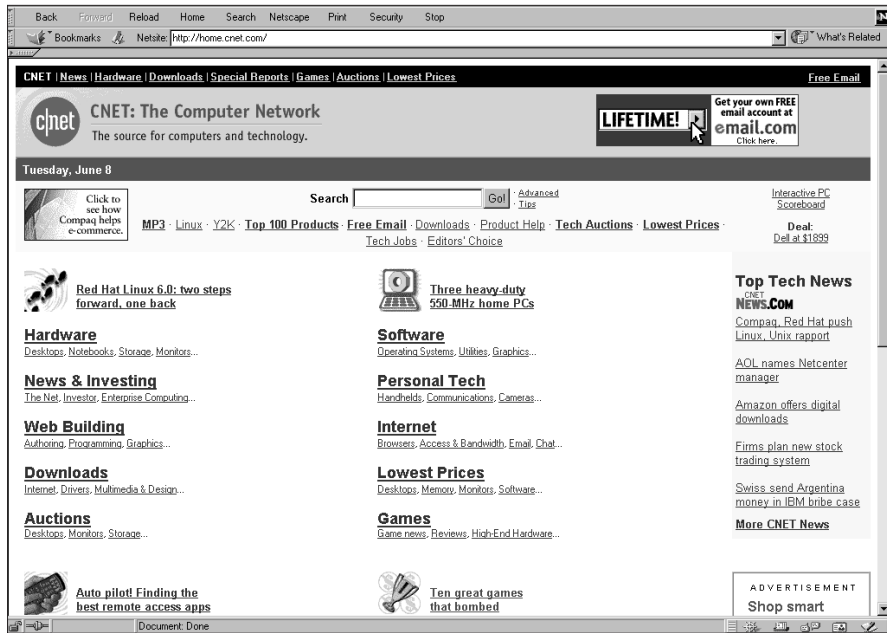 Back Forward Reload Home Search Netscape Print Security Stop
Bookmarks Netsite: http://home.cnet.com/ What's Related
CNET | News | Hardware | Downloads | Special Reports | Games | Auctions | Lowest Prices Free Email
c|net
CNET: The Computer Network
The source for computers and technology.
LIFETIME!
Get your own FREE
email account at
email.com
Click here.
Tuesday, June 8
Click to
see how
Compaq helps
e-commerce.
Search Go! · Advanced
· Tips
MP3 · Linux · Y2K · Top 100 Products · Free Email · Downloads · Product Help · Tech Auctions · Lowest Prices ·
Tech Jobs · Editors' Choice
Interactive PC
Scoreboard
Deal:
Dell at $1899
Red Hat Linux 6.0: two steps
forward, one back
Three heavy-duty
550-MHz home PCs
Hardware
Desktops, Notebooks, Storage, Monitors...
Software
Operating Systems, Utilities, Graphics...
News & Investing
The Net, Investor, Enterprise Computing...
Personal Tech
Handhelds, Communications, Cameras...
Web Building
Authoring, Programming, Graphics...
Internet
Browsers, Access & Bandwidth, Email, Chat...
Downloads
Internet, Drivers, Multimedia & Design...
Lowest Prices
Desktops, Memory, Monitors, Software...
Auctions
Desktops, Monitors, Storage...
Games
Game news, Reviews, High-End Hardware...
Auto pilot! Finding the
best remote access apps
Ten great games
that bombed
Top Tech News
CNET
NEWS.COM
Compaq, Red Hat push
Linux, Unix rapport
AOL names Netcenter
manager
Amazon offers digital
downloads
Firms plan new stock
trading system
Swiss send Argentina
money in IBM bribe case
More CNET News
ADVERTISEMENT
Shop smart
Document: Done